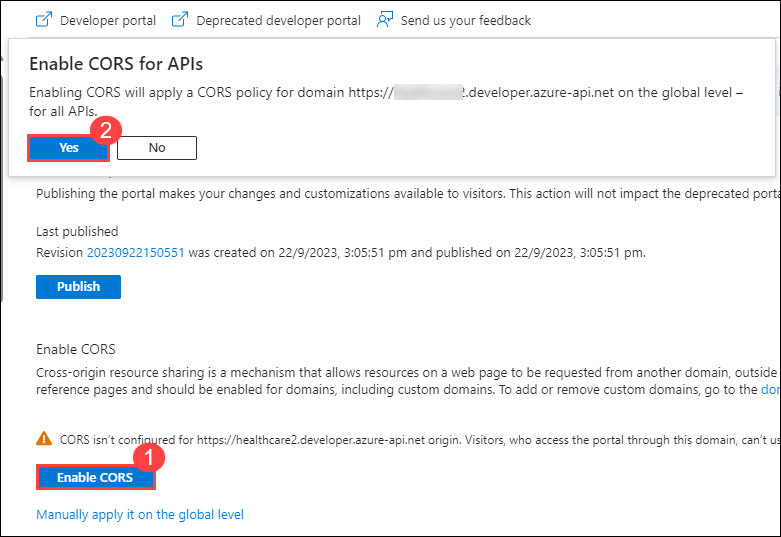 Developer portal Deprecated developer portal Send us your feedback
Enable CORS for APIs
Enabling CORS will apply a CORS policy for domain https:// 2.developer.azure-api.net on the global level –
for all APIs.
2
Yes No
Publishing the portal makes your changes and customizations available to visitors. This action will not impact the deprecated porta
Last published
Revision 20230922150551 was created on 22/9/2023, 3:05:51 pm and published on 22/9/2023, 3:05:51 pm.
Publish
Enable CORS
Cross-origin resource sharing is a mechanism that allows resources on a web page to be requested from another domain, outside
reference pages and should be enabled for domains, including custom domains. To add or remove custom domains, go to the dor
CORS isn't configured for https://healthcare2.developer.azure-api.net origin. Visitors, who access the portal through this domain, can't us
1
Enable CORS
Manually apply it on the global level